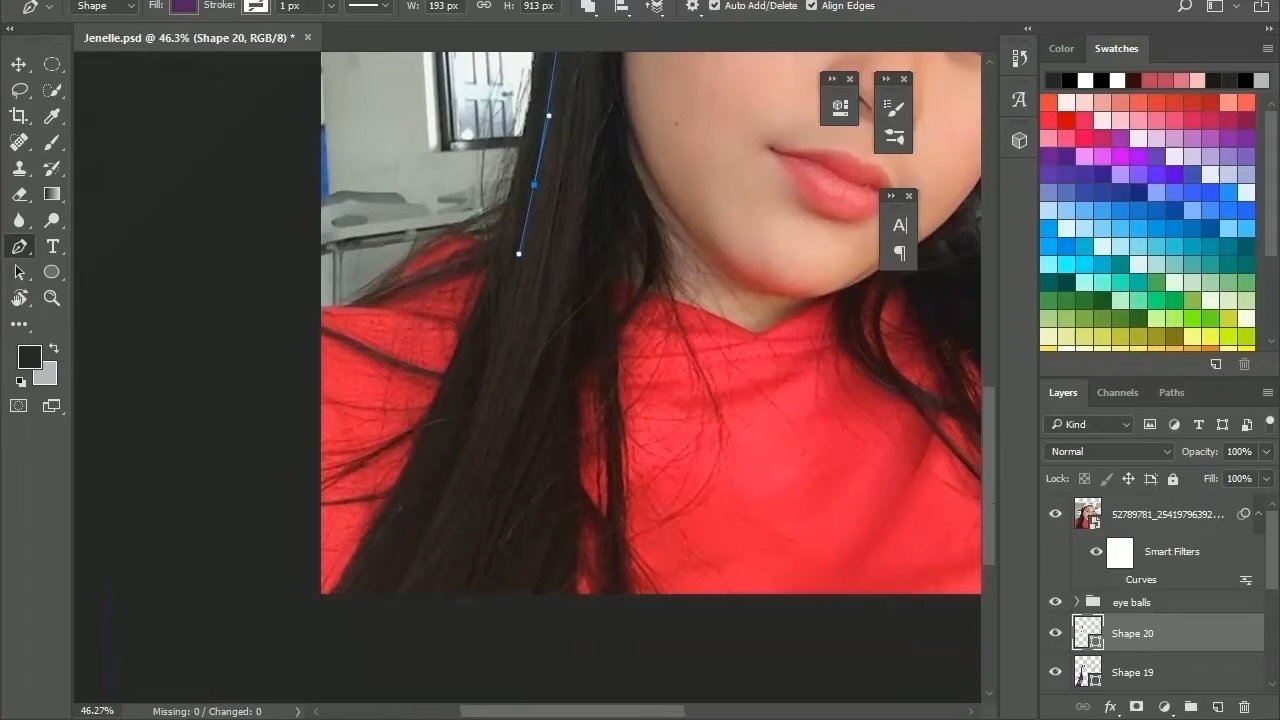 Shape Fill: Stroke: 1 px W: 193 px H: 913 px Auto Add/Delete Align Edges
Jenelle.psd @ 46.3% (Shape 20, RGB/8) *
Color Swatches
Layers Channels Paths
Kind
Normal Opacity: 100%
Lock: Fill: 100%
52789781_25419796392...
Smart Filters
Curves
eye balls
Shape 20
Shape 19
46.27% Missing: 0 / Changed: 0